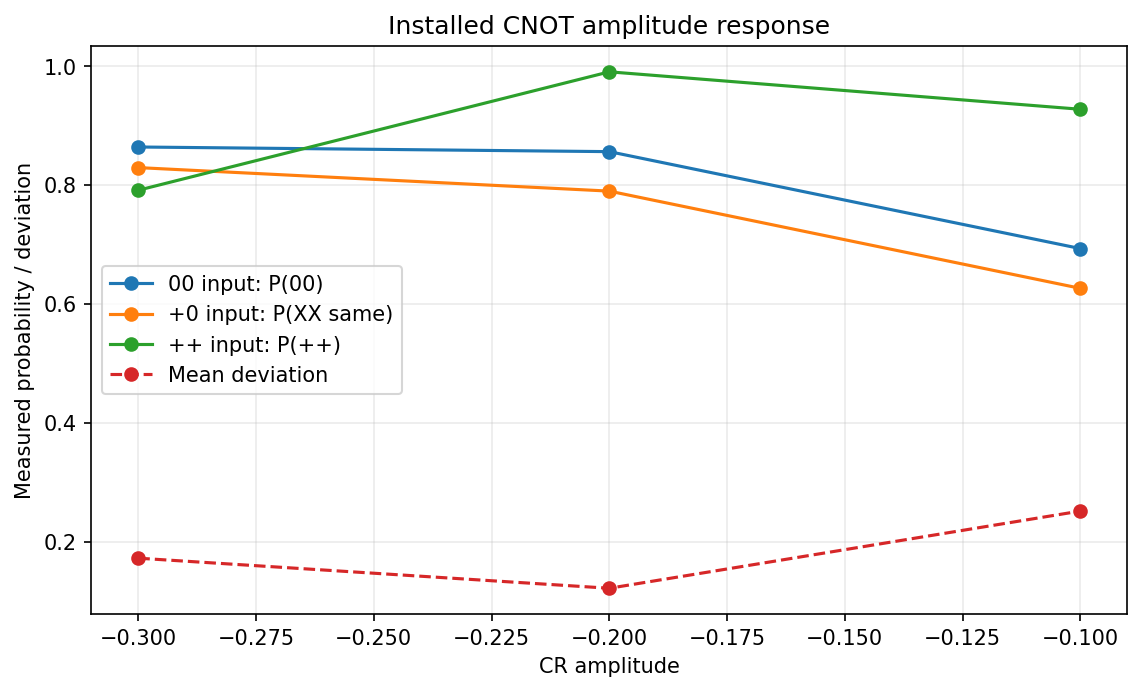 Installed CNOT amplitude response
Measured probability / deviation
1.0
0.8
0.6
0.4
0.2
00 input: P(00)
+0 input: P(XX same)
++ input: P(++)
Mean deviation
−0.300 −0.275 −0.250 −0.225 −0.200 −0.175 −0.150 −0.125 −0.100
CR amplitude